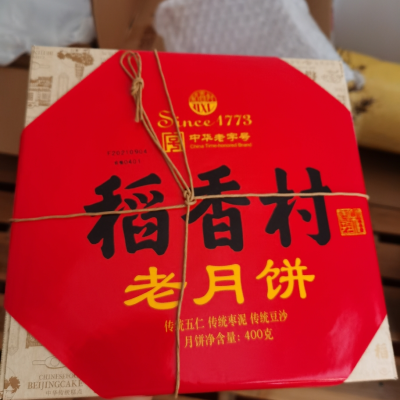 DXC
Since 1773
中华老字号
China Time-honored Brand
稻香村
老月饼
传统五仁 传统枣泥 传统豆沙
月饼净含量: 400克
BEIJINGCAKE